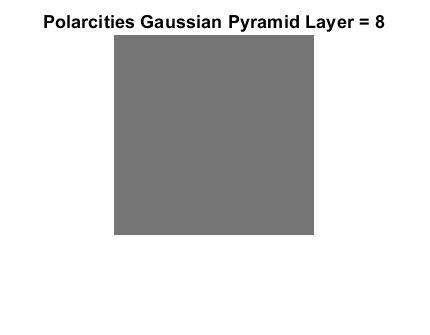 Polarcities Gaussian Pyramid Layer = 8